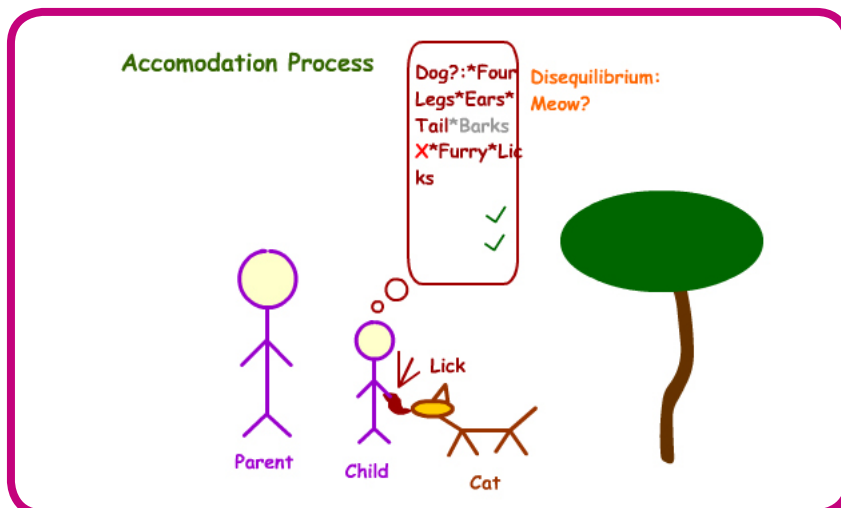 Accomodation Process
Dog?:*Four
Legs*Ears*
Tail*Barks
X*Furry*Lic
ks
Disequilibrium:
Meow?
Lick
Parent
Child
Cat